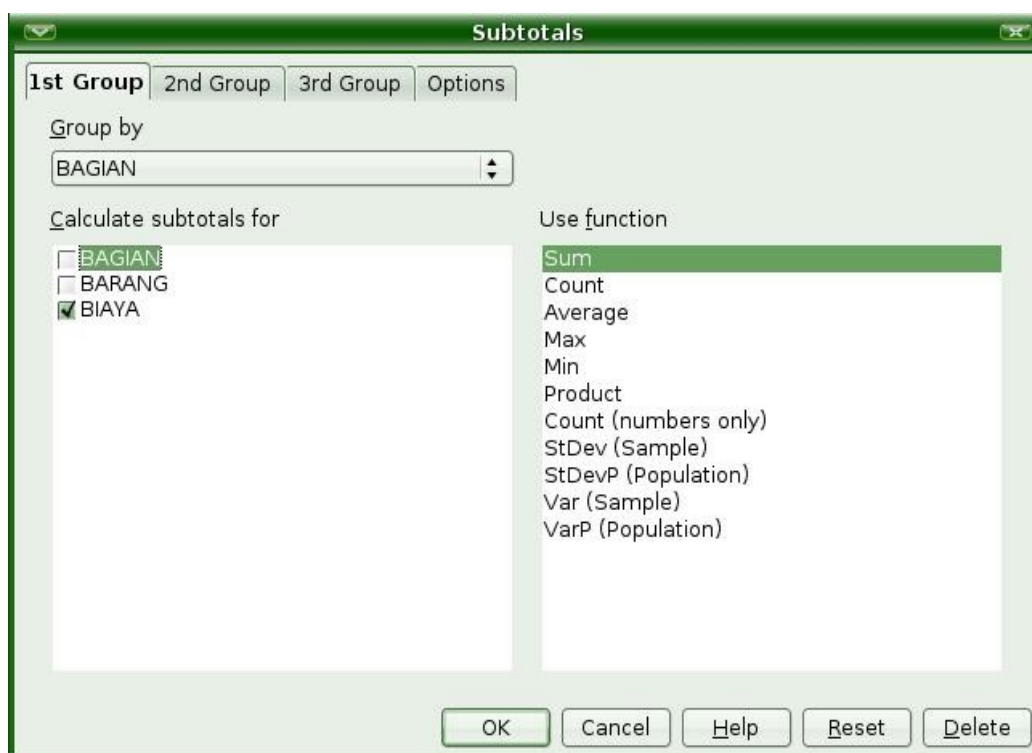 Subtotals
1st Group 2nd Group 3rd Group Options
Group by
BAGIAN
Calculate subtotals for
BAGIAN
BARANG
BIAYA
Use function
Sum
Count
Average
Max
Min
Product
Count (numbers only)
StDev (Sample)
StDevP (Population)
Var (Sample)
VarP (Population)
OK Cancel Help Reset Delete